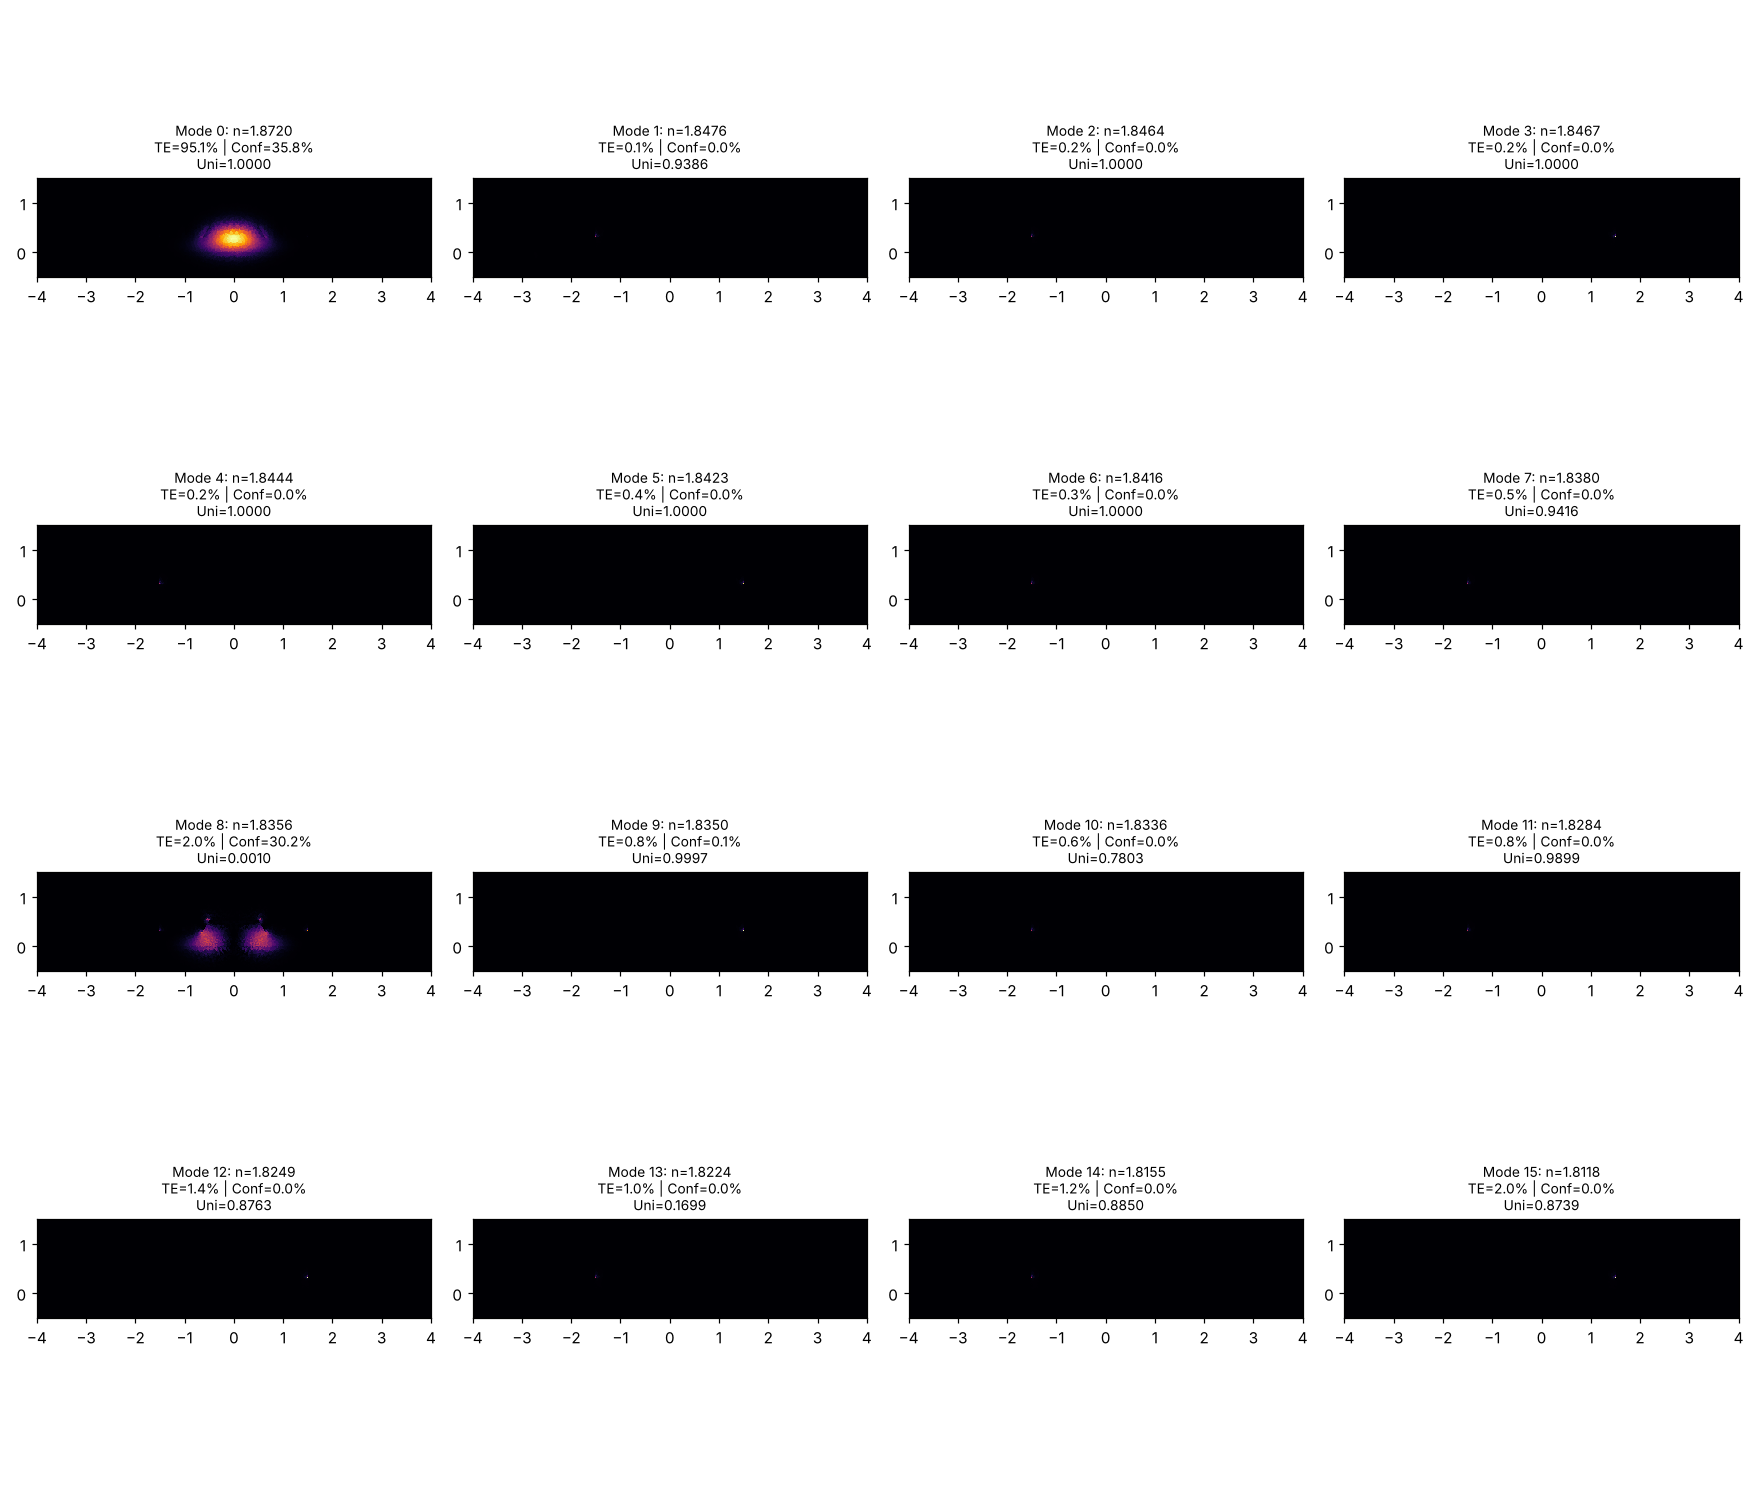 Mode 0: n=1.8720
TE=95.1% | Conf=35.8%
Uni=1.0000
1
0
−4 −3 −2 −1 0 1 2 3 4
Mode 1: n=1.8476
TE=0.1% | Conf=0.0%
Uni=0.9386
1
0
−4 −3 −2 −1 0 1 2 3 4
Mode 2: n=1.8464
TE=0.2% | Conf=0.0%
Uni=1.0000
1
0
−4 −3 −2 −1 0 1 2 3 4
Mode 3: n=1.8467
TE=0.2% | Conf=0.0%
Uni=1.0000
1
0
−4 −3 −2 −1 0 1 2 3 4
Mode 4: n=1.8444
TE=0.2% | Conf=0.0%
Uni=1.0000
1
0
−4 −3 −2 −1 0 1 2 3 4
Mode 5: n=1.8423
TE=0.4% | Conf=0.0%
Uni=1.0000
1
0
−4 −3 −2 −1 0 1 2 3 4
Mode 6: n=1.8416
TE=0.3% | Conf=0.0%
Uni=1.0000
1
0
−4 −3 −2 −1 0 1 2 3 4
Mode 7: n=1.8380
TE=0.5% | Conf=0.0%
Uni=0.9416
1
0
−4 −3 −2 −1 0 1 2 3 4
Mode 8: n=1.8356
TE=2.0% | Conf=30.2%
Uni=0.0010
1
0
−4 −3 −2 −1 0 1 2 3 4
Mode 9: n=1.8350
TE=0.8% | Conf=0.1%
Uni=0.9997
1
0
−4 −3 −2 −1 0 1 2 3 4
Mode 10: n=1.8336
TE=0.6% | Conf=0.0%
Uni=0.7803
1
0
−4 −3 −2 −1 0 1 2 3 4
Mode 11: n=1.8284
TE=0.8% | Conf=0.0%
Uni=0.9899
1
0
−4 −3 −2 −1 0 1 2 3 4
Mode 12: n=1.8249
TE=1.4% | Conf=0.0%
Uni=0.8763
1
0
−4 −3 −2 −1 0 1 2 3 4
Mode 13: n=1.8224
TE=1.0% | Conf=0.0%
Uni=0.1699
1
0
−4 −3 −2 −1 0 1 2 3 4
Mode 14: n=1.8155
TE=1.2% | Conf=0.0%
Uni=0.8850
1
0
−4 −3 −2 −1 0 1 2 3 4
Mode 15: n=1.8118
TE=2.0% | Conf=0.0%
Uni=0.8739
1
0
−4 −3 −2 −1 0 1 2 3 4